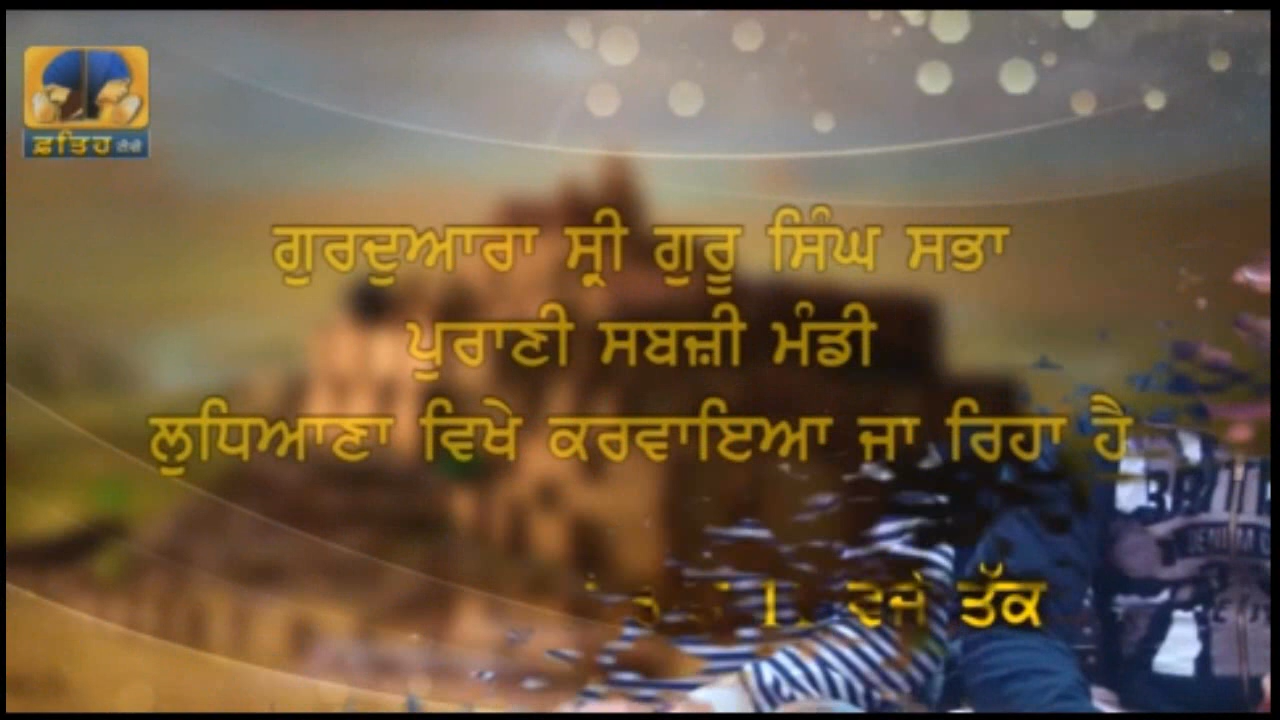 ਫ਼ਤਿਹ ਟੀਵੀ
ਗੁਰਦੁਆਰਾ ਸ੍ਰੀ ਗੁਰੂ ਸਿੰਘ ਸਭਾ
ਪੁਰਾਣੀ ਸਬਜ਼ੀ ਮੰਡੀ
ਲੁਧਿਆਣਾ ਵਿਖੇ ਕਰਵਾਇਆ ਜਾ ਰਿਹਾ ਹੈ
ਵਜੇ ਤੱਕ